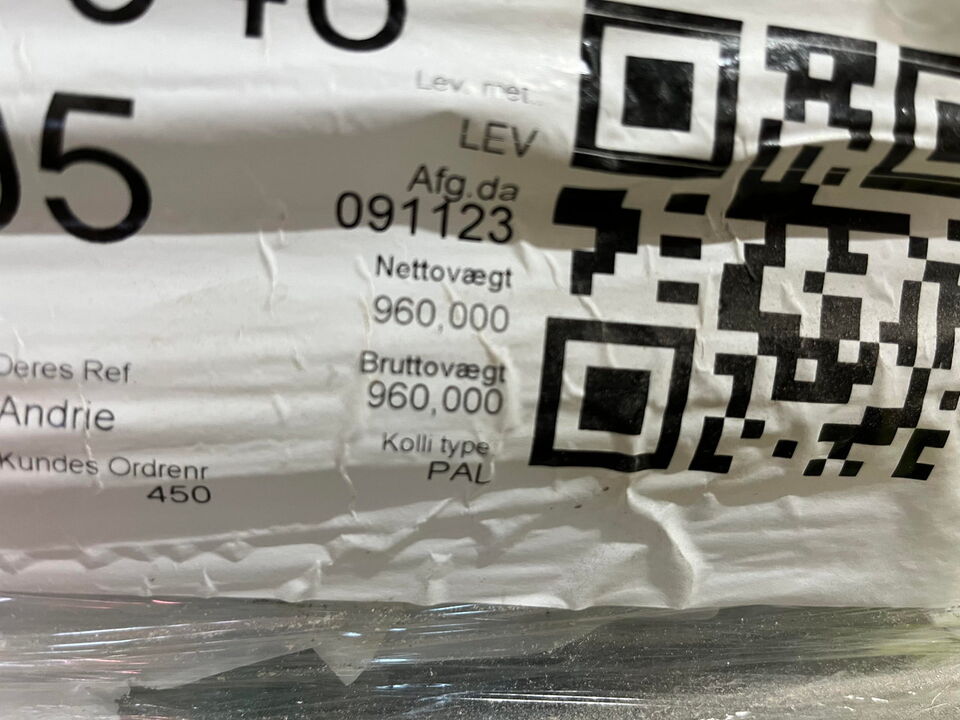 05
Lev. met.
LEV
Afg.da
091123
Nettovægt
960,000
Bruttovægt
960,000
Kolli type
PAL
Deres Ref.
Andrie
Kundes Ordrenr
450